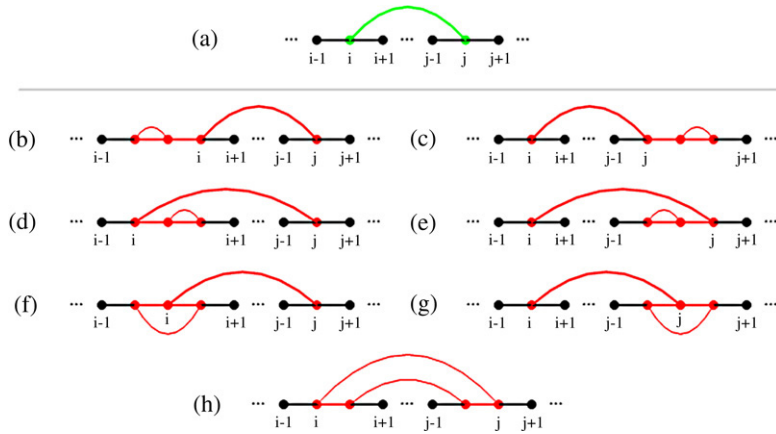 (a) ... ... ...
i-1 i i+1 j-1 j j+1
(b) ... ... ... (c) ... ... ...
i-1 i i+1 j-1 j j+1 i-1 i i+1 j-1 j j+1
(d) ... ... ... (e) ... ... ...
i-1 i i+1 j-1 j j+1 i-1 i i+1 j-1 j j+1
(f) ... ... ... (g) ... ... ...
i-1 i i+1 j-1 j j+1 i-1 i i+1 j-1 j j+1
(h) ... ... ...
i-1 i i+1 j-1 j j+1